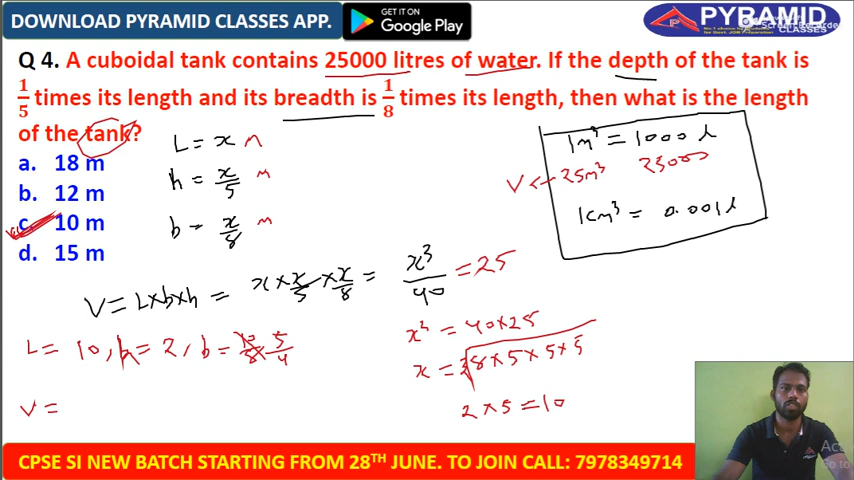 DOWNLOAD PYRAMID CLASSES APP.
GET IT ON
Google Play
PYRAMID
CLASSES
Q 4. A cuboidal tank contains 25000 litres of water. If the depth of the tank is
1/5 times its length and its breadth is 1/8 times its length, then what is the length
of the tank?
a. 18 m
b. 12 m
c. 10 m
d. 15 m
L = x m
h = x/5 m
b = x/8 m
1m³ = 1000 l
V ← 25m³ 25000
1cm³ = 0.001 l
V = L×b×h = x × x/5 × x/8 = x³/40 = 25
x³ = 40×25
x = ∛8×5×5×5
2×5=10
L = 10, h = 2, b = 10/8 5/4
V =
CPSE SI NEW BATCH STARTING FROM 28TH JUNE. TO JOIN CALL: 7978349714